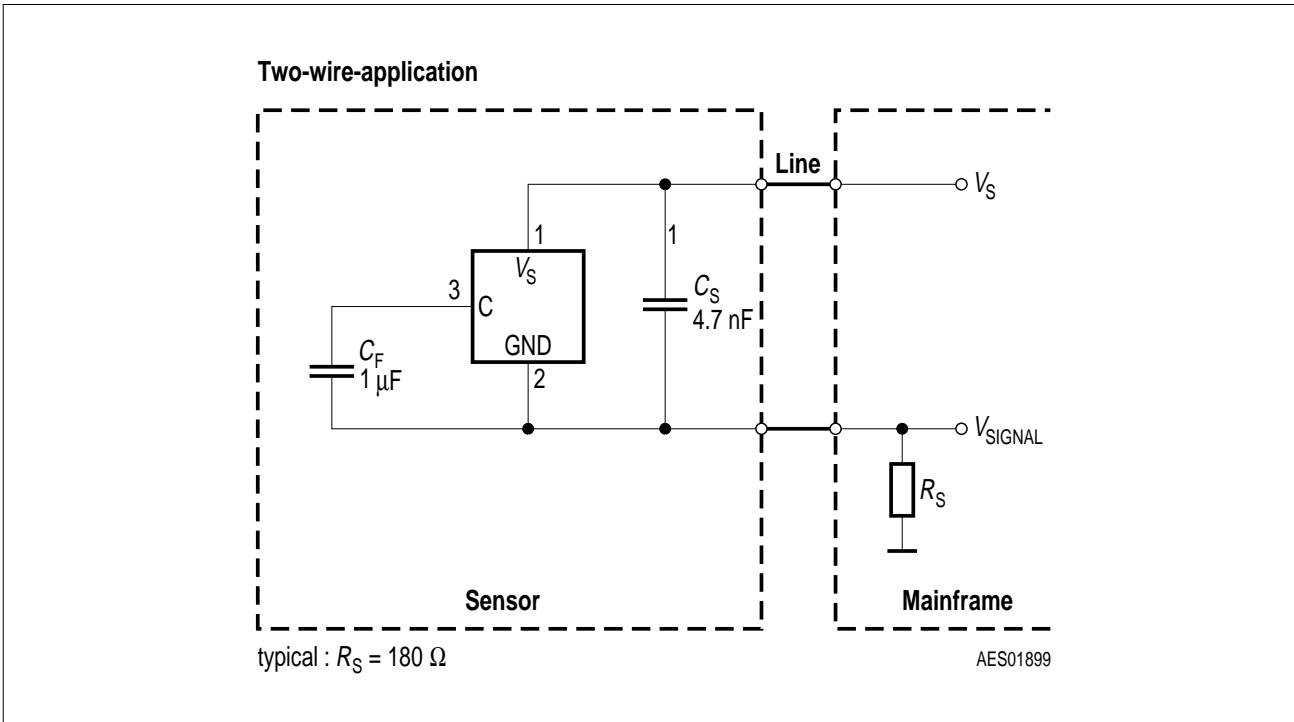 Two-wire-application
Line
V_S
1
1
V_S
3
C
C_S
4.7 nF
GND
C_F
1 µF
2
V_SIGNAL
R_S
Sensor
Mainframe
typical : R_S = 180 Ω
AES01899